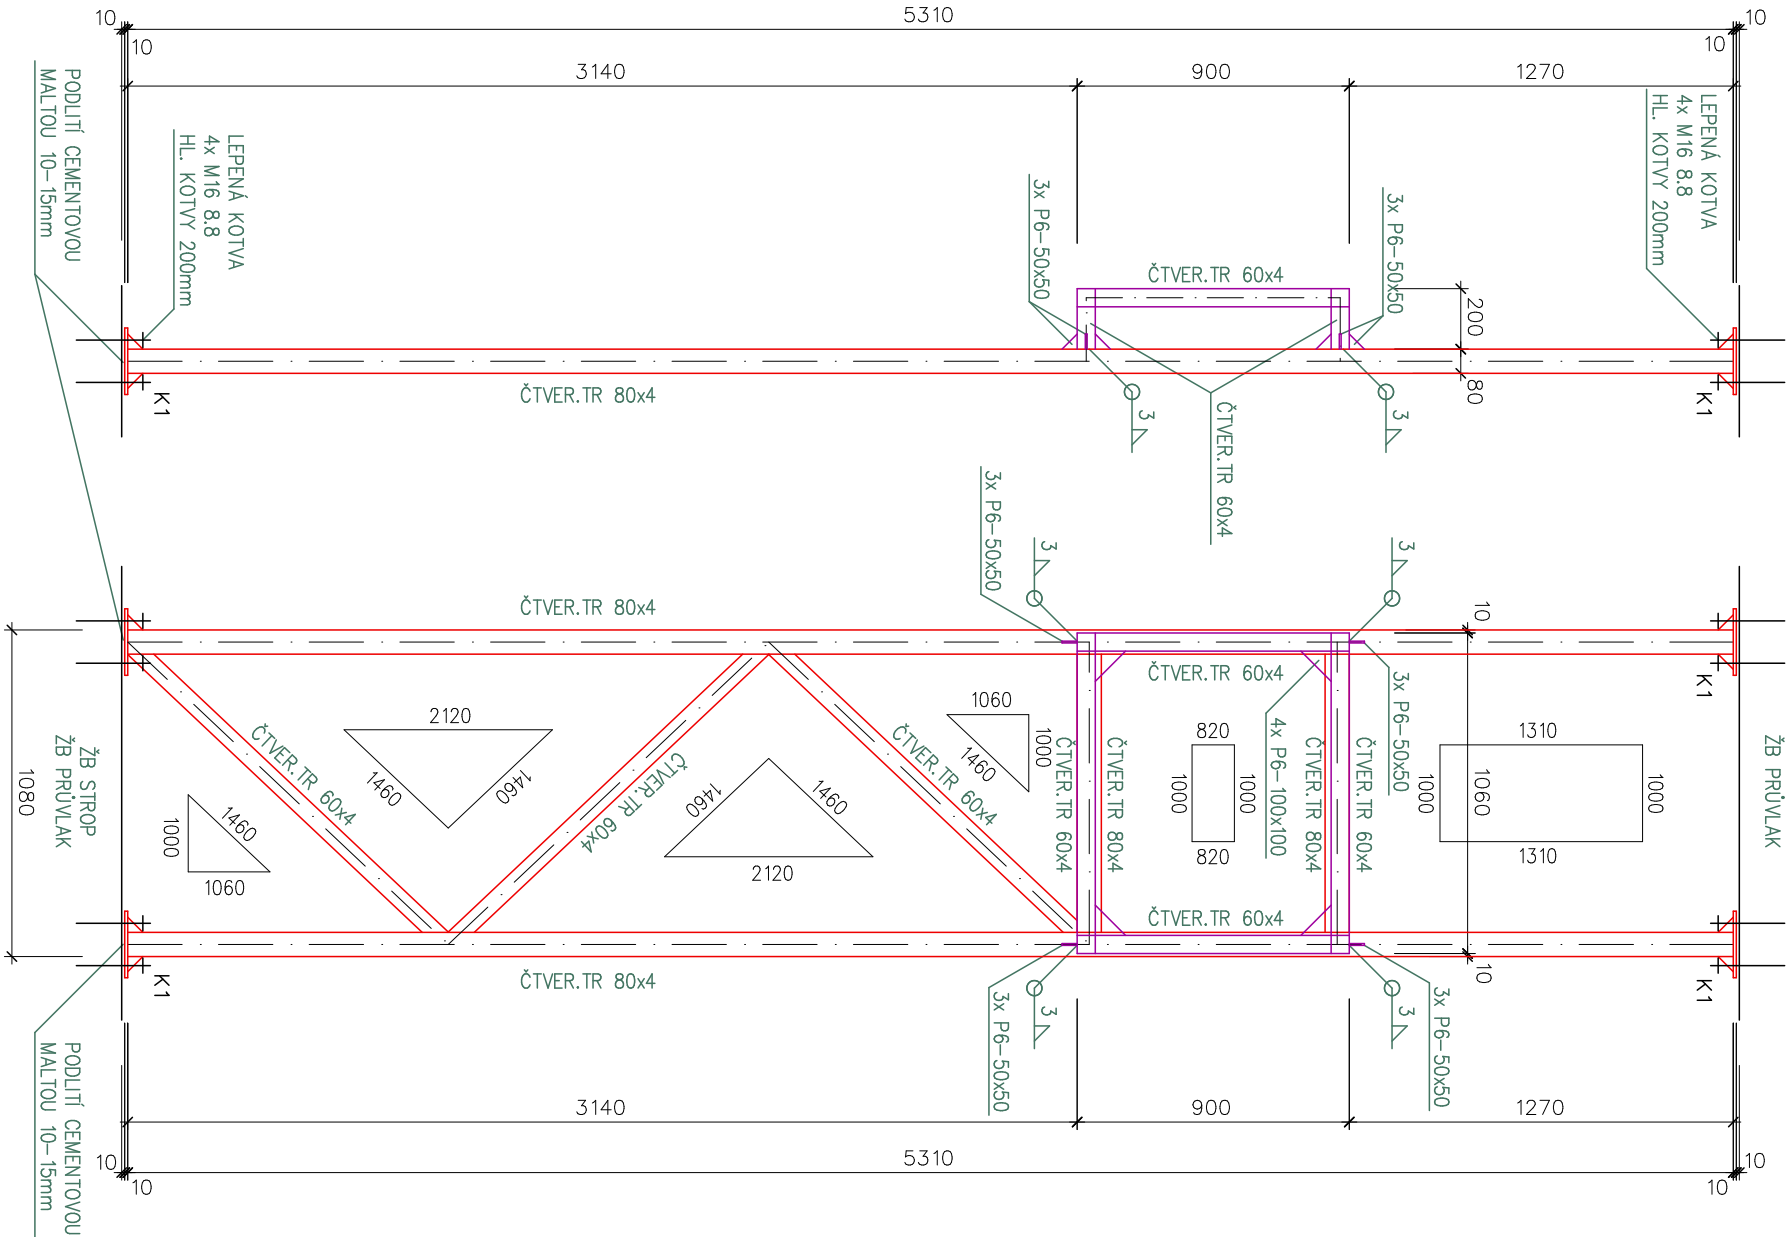 10
5310
10
10
10
3140
900
1270
PODLITÍ CEMENTOVOU
MALTOU 10-15mm
LEPENÁ KOTVA
4x M16 8.8
HL. KOTVY 200mm
LEPENÁ KOTVA
4x M16 8.8
HL. KOTVY 200mm
3x P6-50x50
3x P6-50x50
ČTVER.TR 60x4
200
80
ČTVER.TR 80x4
K1
K1
3
3
ČTVER.TR 60x4
3x P6-50x50
3
3
ČTVER.TR 80x4
10
ČTVER.TR 60x4
3x P6-50x50
K1
K1
4x P6-100x100
2120
1460
1460
1060
1000
1460
820
1000
1000
820
1310
1000
1060
1000
1310
ČTVER.TR 60x4
ČTVER.TR 60x4
ČTVER.TR 60x4
ČTVER.TR 60x4
ČTVER.TR 80x4
ČTVER.TR 80x4
ČTVER.TR 60x4
ŽB PRŮVLAK
ŽB STROP
ŽB PRŮVLAK
1080
1460
1000
1060
1460
1460
2120
ČTVER.TR 60x4
10
ČTVER.TR 80x4
K1
K1
3x P6-50x50
3
3
3x P6-50x50
PODLITÍ CEMENTOVOU
MALTOU 10-15mm
3140
900
1270
10
5310
10
10
10